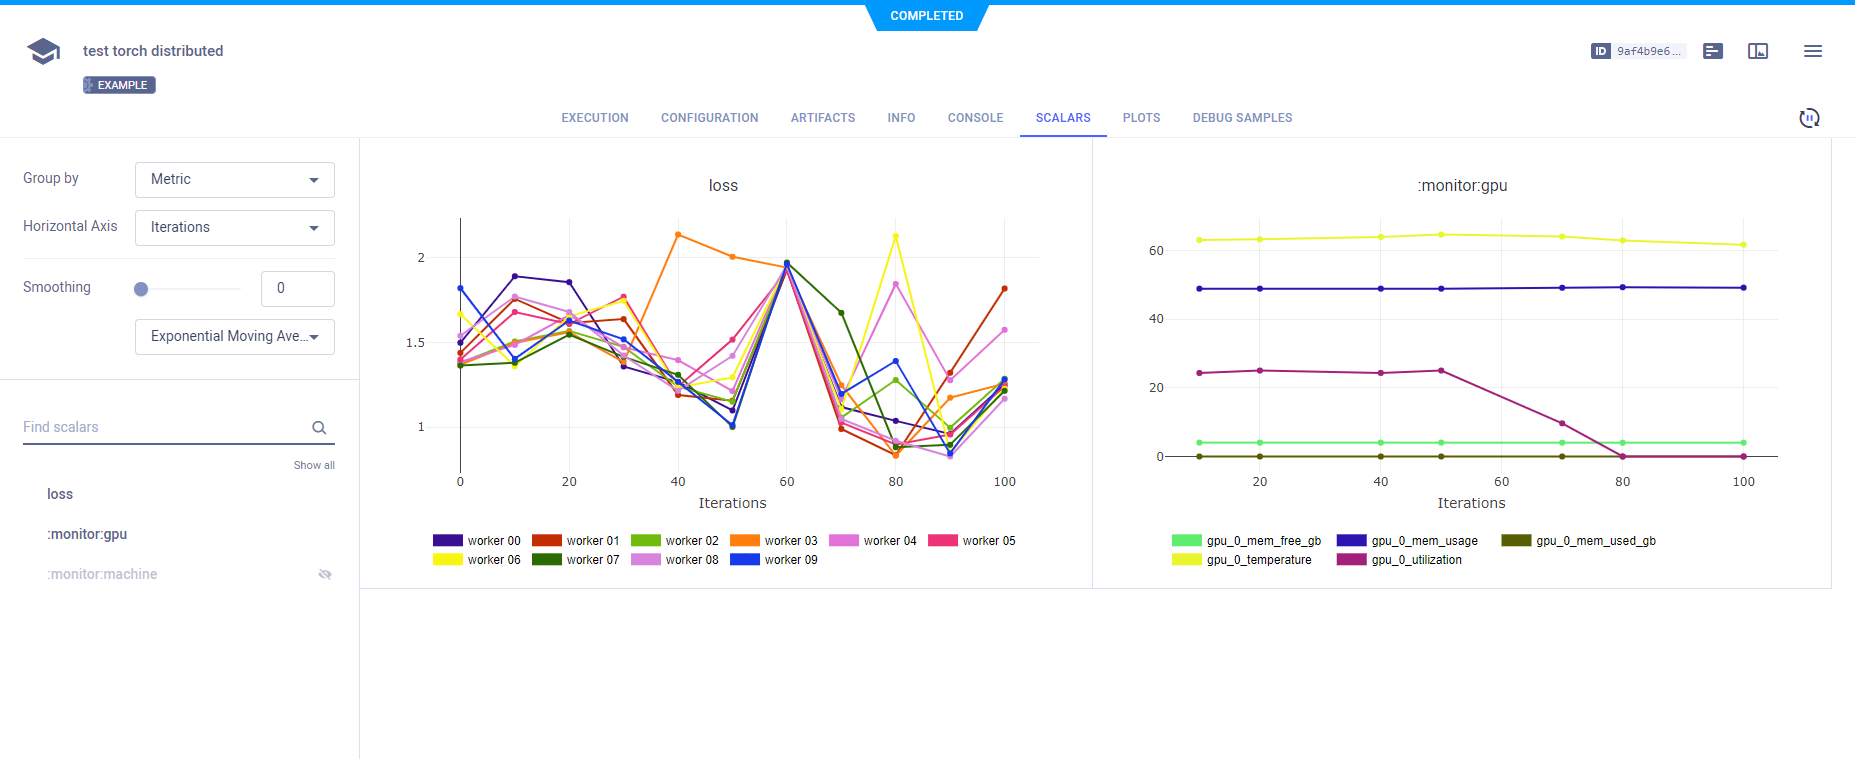 COMPLETED
test torch distributed
ID 9af4b9e6...
EXAMPLE
EXECUTION CONFIGURATION ARTIFACTS INFO CONSOLE SCALARS PLOTS DEBUG SAMPLES
Group by Metric
Horizontal Axis Iterations
Smoothing 0
Exponential Moving Ave...
Find scalars
Show all
loss
:monitor:gpu
:monitor:machine
loss
2
1.5
1
0 20 40 60 80 100
Iterations
worker 00 worker 01 worker 02 worker 03 worker 04 worker 05
worker 06 worker 07 worker 08 worker 09
:monitor:gpu
60
40
20
0
20 40 60 80 100
Iterations
gpu_0_mem_free_gb gpu_0_mem_usage gpu_0_mem_used_gb
gpu_0_temperature gpu_0_utilization